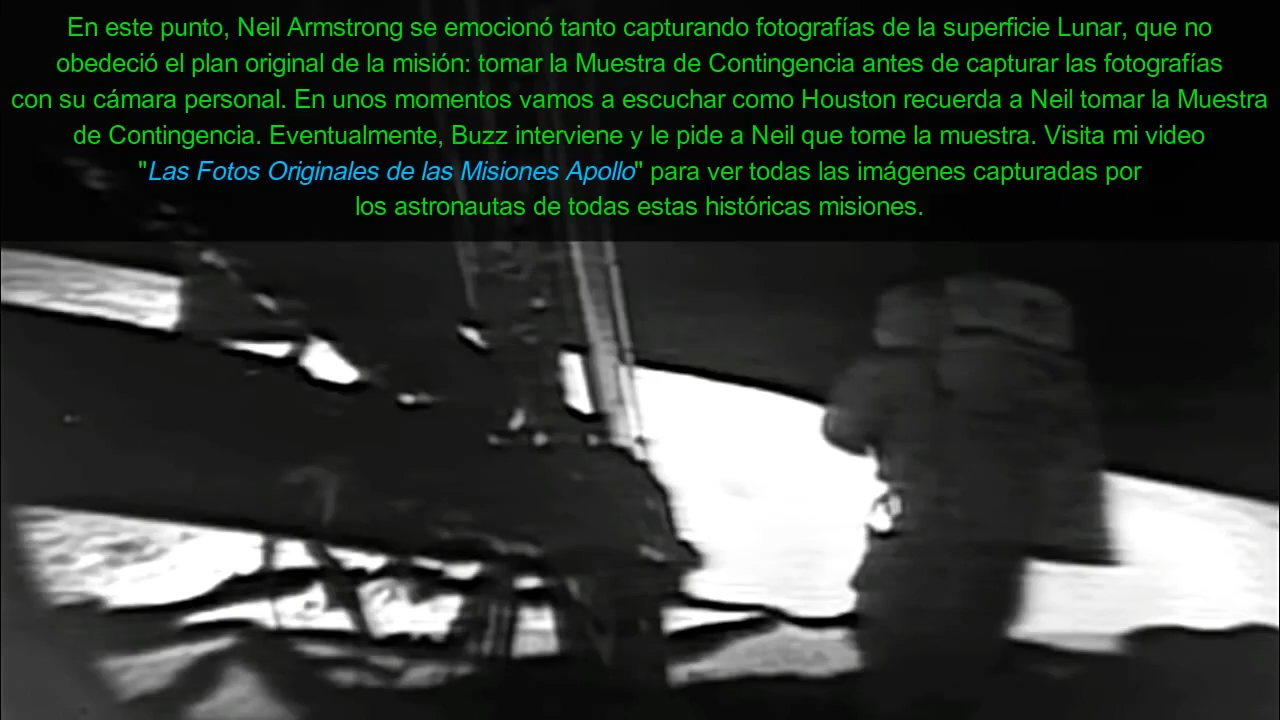 En este punto, Neil Armstrong se emocionó tanto capturando fotografías de la superficie Lunar, que no
obedeció el plan original de la misión: tomar la Muestra de Contingencia antes de capturar las fotografías
con su cámara personal. En unos momentos vamos a escuchar como Houston recuerda a Neil tomar la Muestra
de Contingencia. Eventualmente, Buzz interviene y le pide a Neil que tome la muestra. Visita mi video
"Las Fotos Originales de las Misiones Apollo" para ver todas las imágenes capturadas por
los astronautas de todas estas históricas misiones.